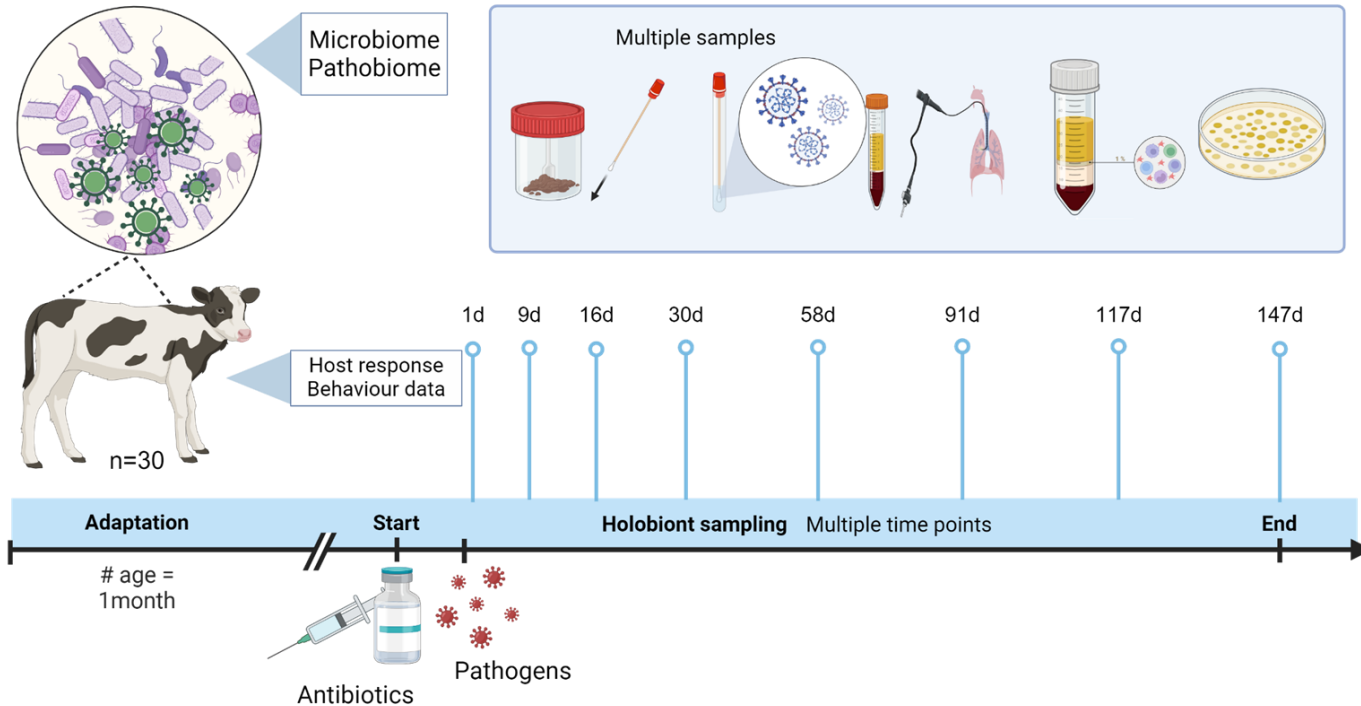 Microbiome
Pathobiome
Multiple samples
Host response
Behaviour data
n=30
1d
9d
16d
30d
58d
91d
117d
147d
Adaptation
Start
Holobiont sampling Multiple time points
End
# age =
1month
Antibiotics
Pathogens